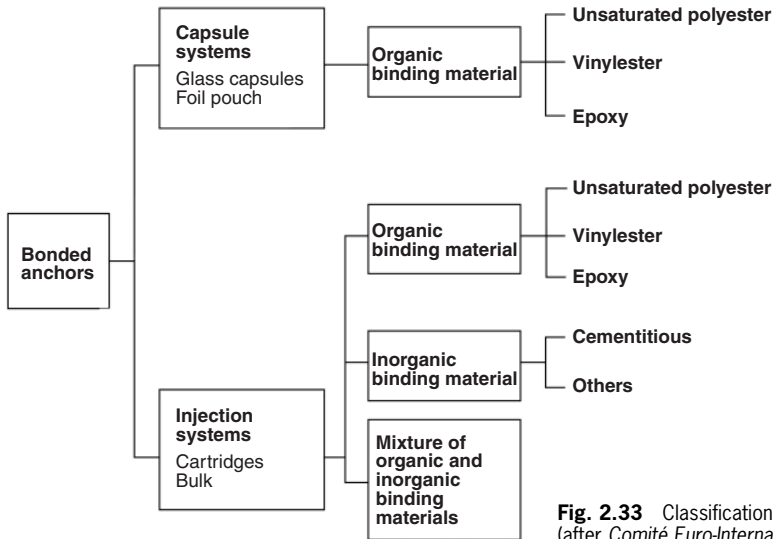 Bonded
anchors
Capsule
systems
Glass capsules
Foil pouch
Organic
binding material
Unsaturated polyester
Vinylester
Epoxy
Injection
systems
Cartridges
Bulk
Organic
binding material
Unsaturated polyester
Vinylester
Epoxy
Inorganic
binding material
Cementitious
Others
Mixture of
organic and
inorganic
binding
materials
Fig. 2.33 Classification
(after Comité Euro-Interna